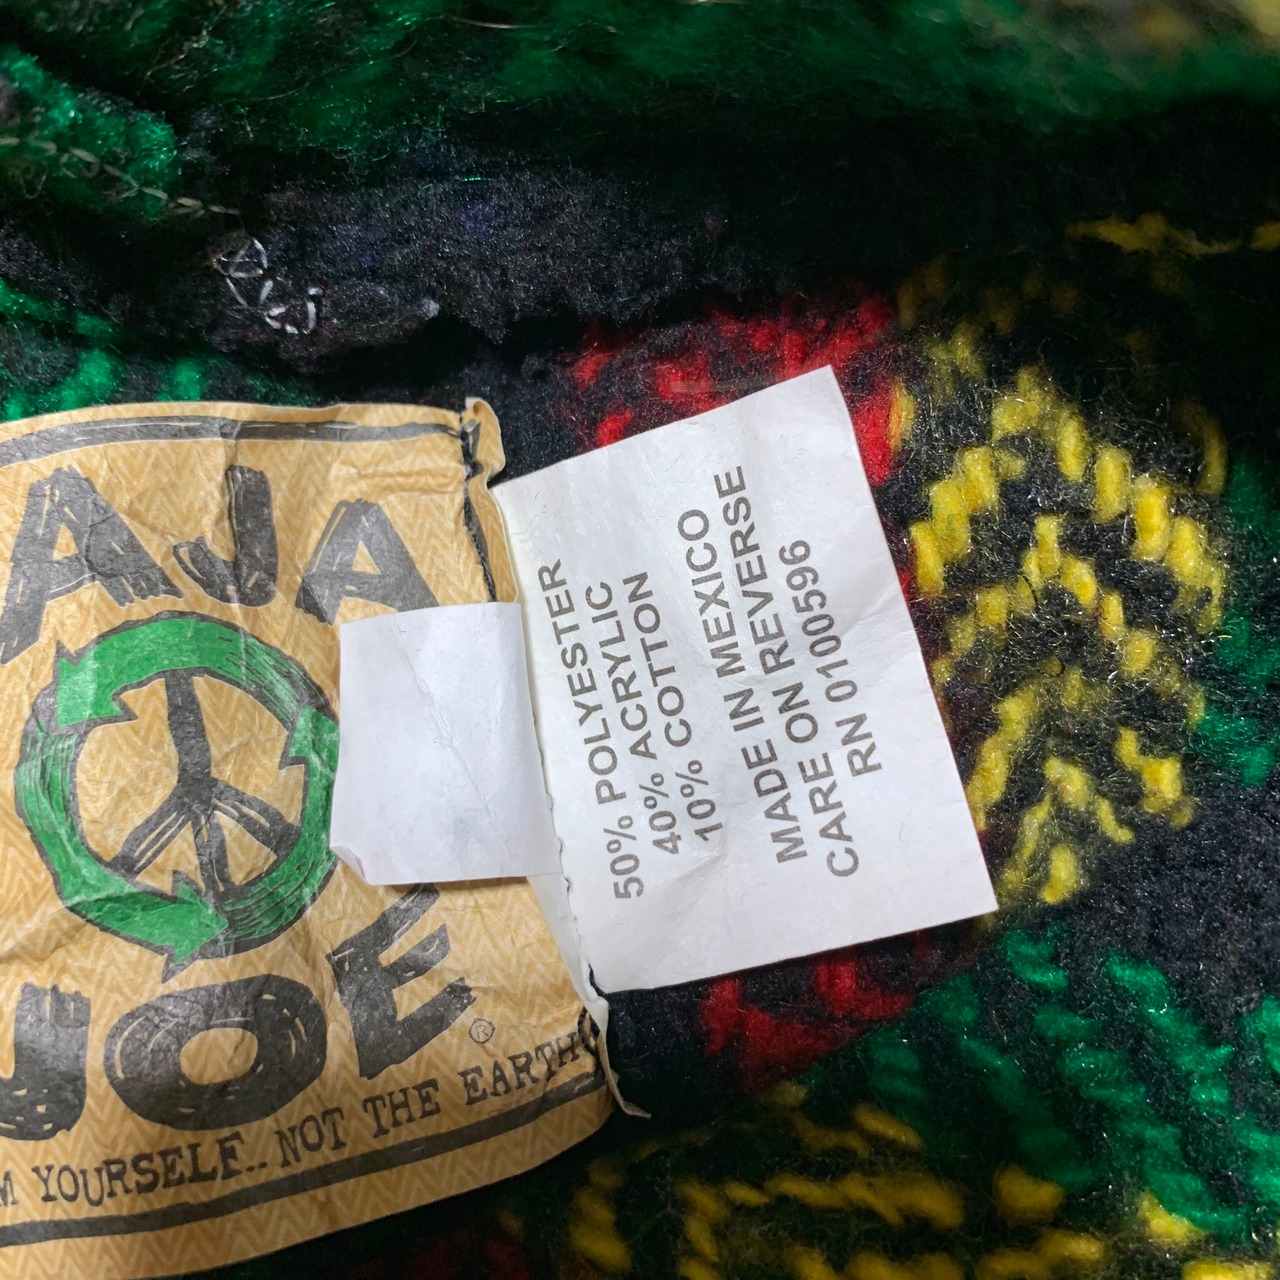 AJA
JOE ®
M YOURSELF.. NOT THE EARTH
50% POLYESTER
40% ACRYLIC
10% COTTON
MADE IN MEXICO
CARE ON REVERSE
RN 0100596